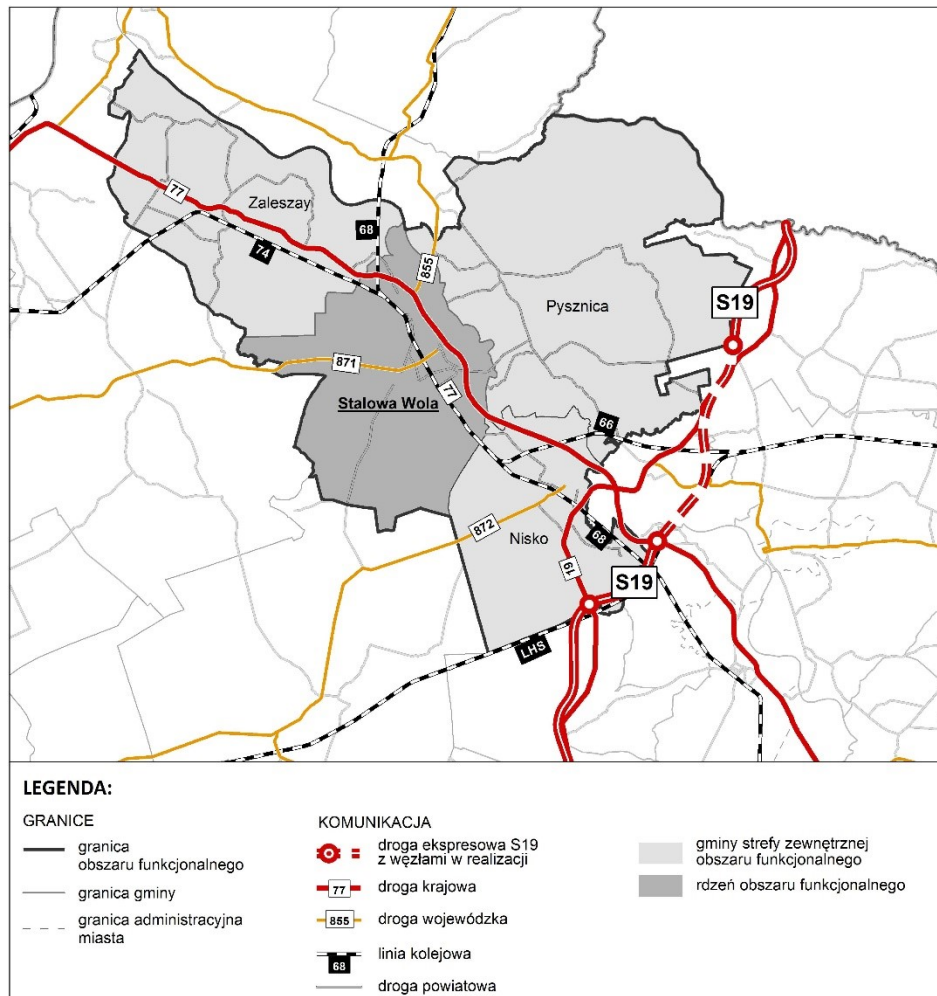 77
Zaleszay
68
74
855
S19
Pysznica
871
Stalowa Wola
77
66
872
Nisko
68
19
S19
LHS
LEGENDA:
GRANICE
granica
obszaru funkcjonalnego
granica gminy
granica administracyjna
miasta
KOMUNIKACJA
droga ekspresowa S19
z węzłami w realizacji
77
droga krajowa
855
droga wojewódzka
linia kolejowa
68
droga powiatowa
gminy strefy zewnętrznej
obszaru funkcjonalnego
rdzeń obszaru funkcjonalnego